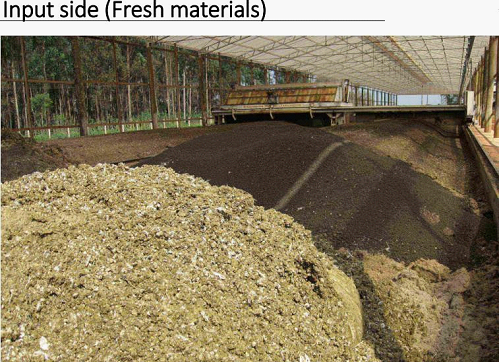 Input side (Fresh materials)